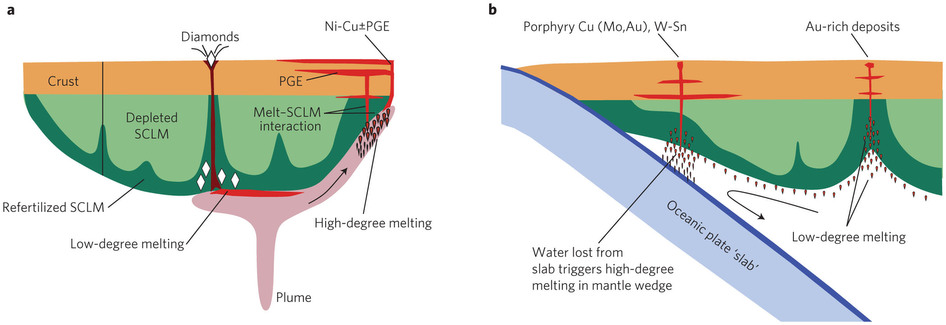 a
Diamonds
Ni-Cu±PGE
Crust
PGE
Depleted
SCLM
Melt–SCLM
interaction
Refertilized SCLM
Low-degree melting
High-degree melting
Plume
b
Porphyry Cu (Mo,Au), W-Sn
Au-rich deposits
Oceanic plate ‘slab’
Low-degree melting
Water lost from
slab triggers high-degree
melting in mantle wedge